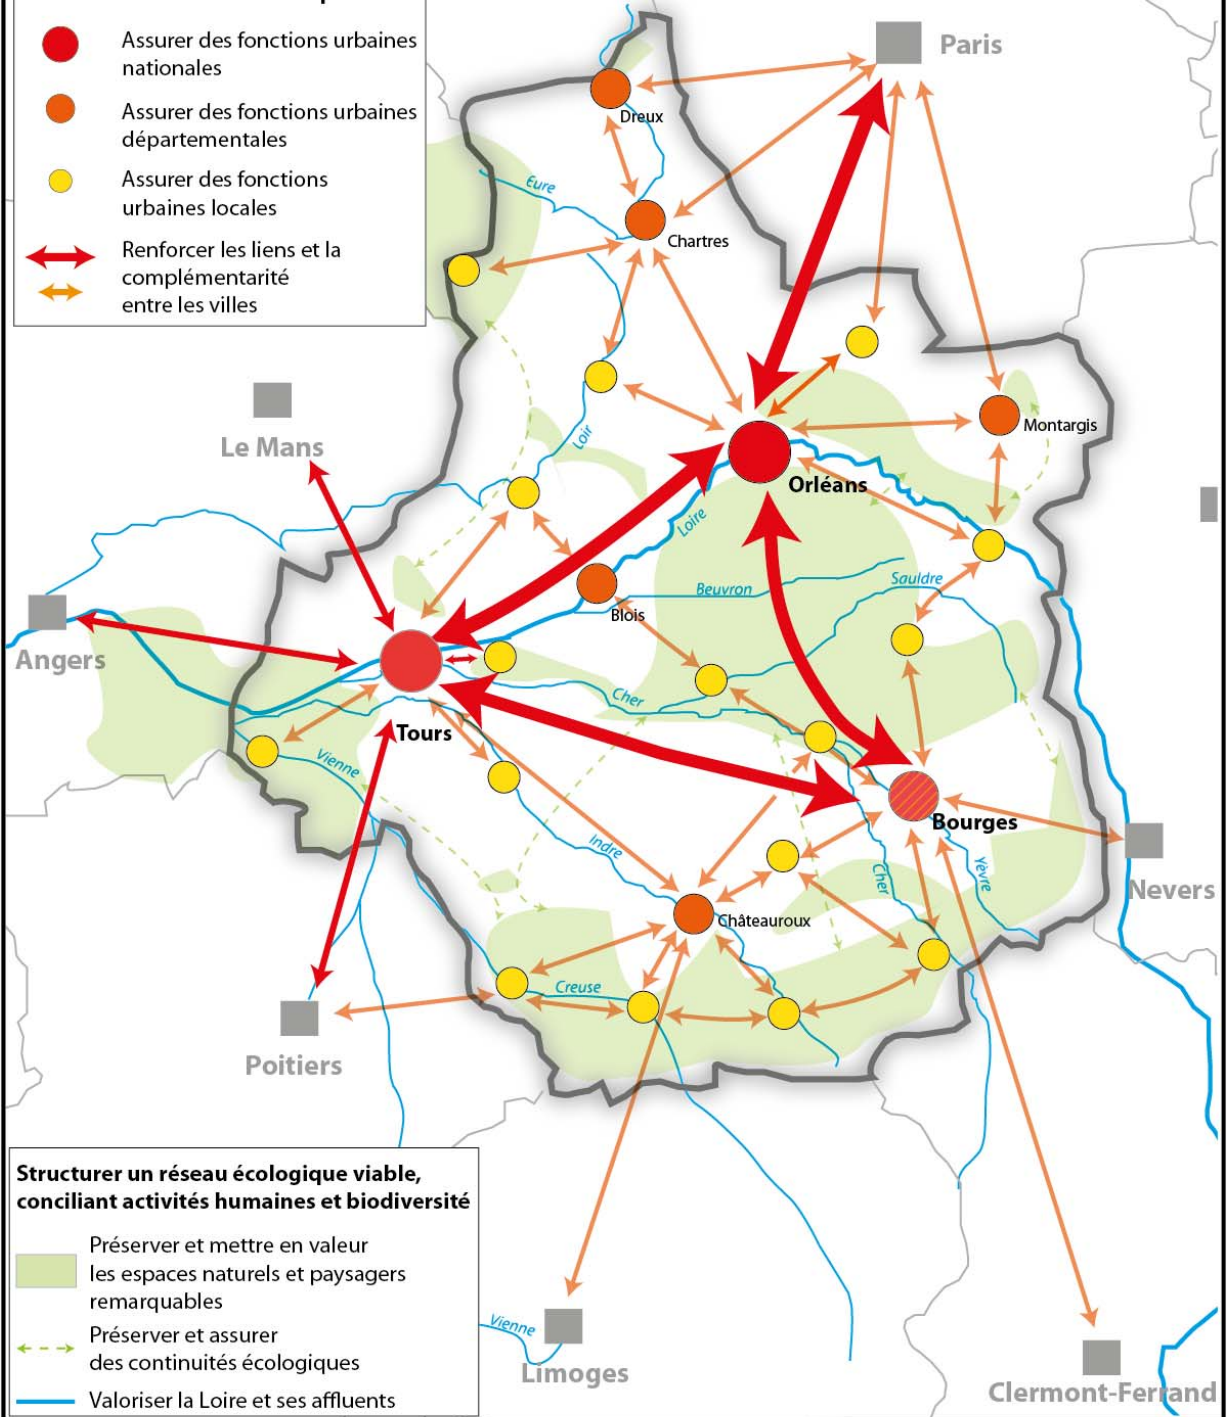 Assurer des fonctions urbaines
nationales
Assurer des fonctions urbaines
départementales
Assurer des fonctions
urbaines locales
Renforcer les liens et la
complémentarité
entre les villes
Paris
Dreux
Eure
Chartres
Le Mans
Loir
Montargis
Orléans
Loire
Beuvron
Sauldre
Blois
Angers
Cher
Tours
Vienne
Bourges
Indre
Cher
Yèvre
Nevers
Châteauroux
Creuse
Poitiers
Structurer un réseau écologique viable,
conciliant activités humaines et biodiversité
Préserver et mettre en valeur
les espaces naturels et paysagers
remarquables
Préserver et assurer
des continuités écologiques
Valoriser la Loire et ses affluents
Vienne
Limoges
Clermont-Ferrand